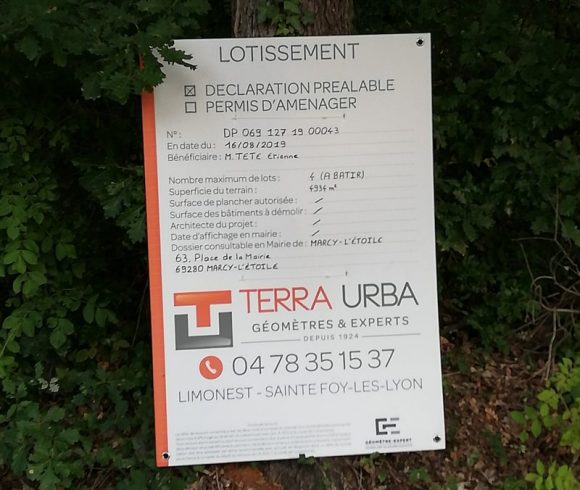 LOTISSEMENT
☒ DECLARATION PREALABLE
☐ PERMIS D'AMENAGER
N° : DP 069 127 19 00043
En date du : 16/08/2019
Bénéficiaire : M. TETE Etienne
Nombre maximum de lots : 4 (A BATIR)
Superficie du terrain : 4934 m²
Surface de plancher autorisée : /
Surface des bâtiments à démolir : /
Architecte du projet : /
Date d'affichage en mairie : /
Dossier consultable en Mairie de : MARCY-L'ÉTOILE
63, Place de la Mairie
69280 MARCY-L'ÉTOILE
TERRA URBA
GÉOMÈTRES & EXPERTS
DEPUIS 1924
04 78 35 15 37
LIMONEST - SAINTE FOY-LES-LYON
GÉOMÈTRE-EXPERT